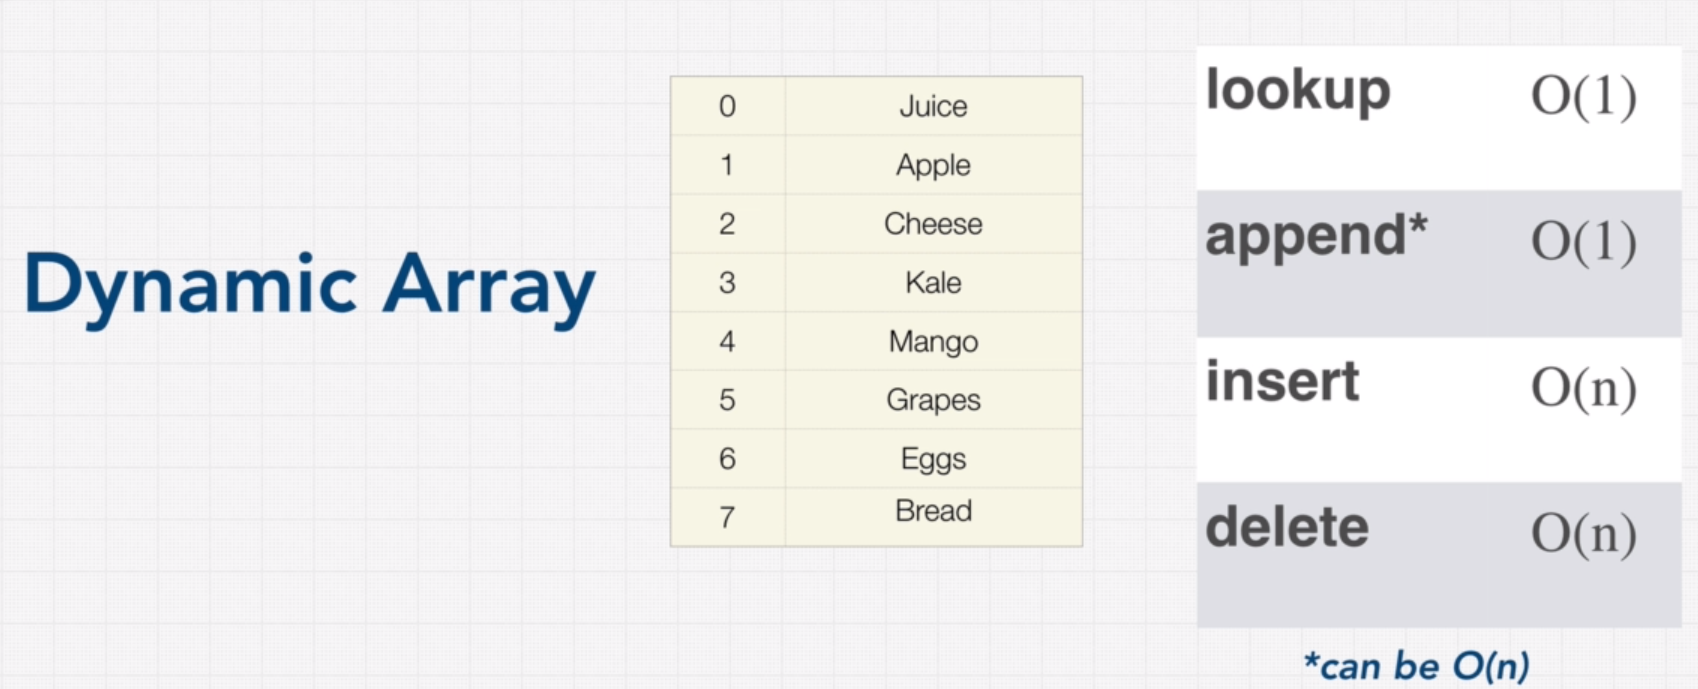 Dynamic Array
0 Juice
1 Apple
2 Cheese
3 Kale
4 Mango
5 Grapes
6 Eggs
7 Bread
lookup O(1)
append* O(1)
insert O(n)
delete O(n)
*can be O(n)